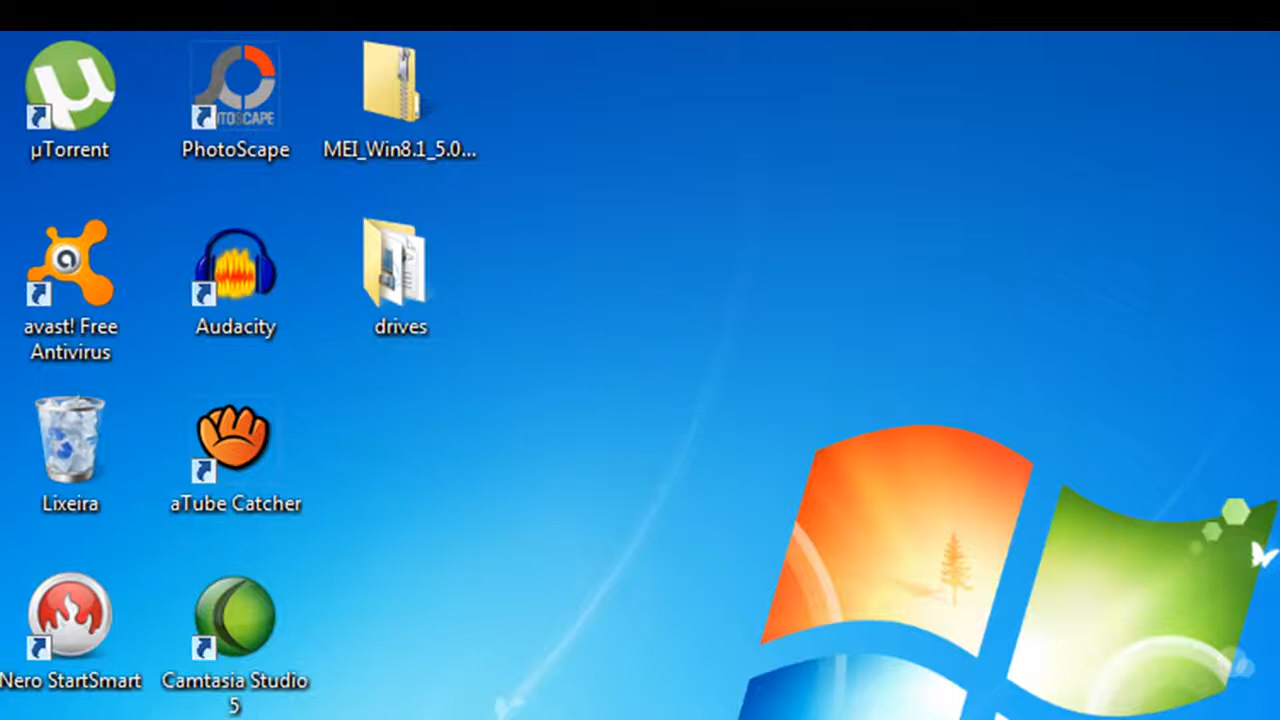 µTorrent
PhotoScape
MEI_Win8.1_5.0...
avast! Free
Antivirus
Audacity
drives
Lixeira
aTube Catcher
Nero StartSmart
Camtasia Studio
5